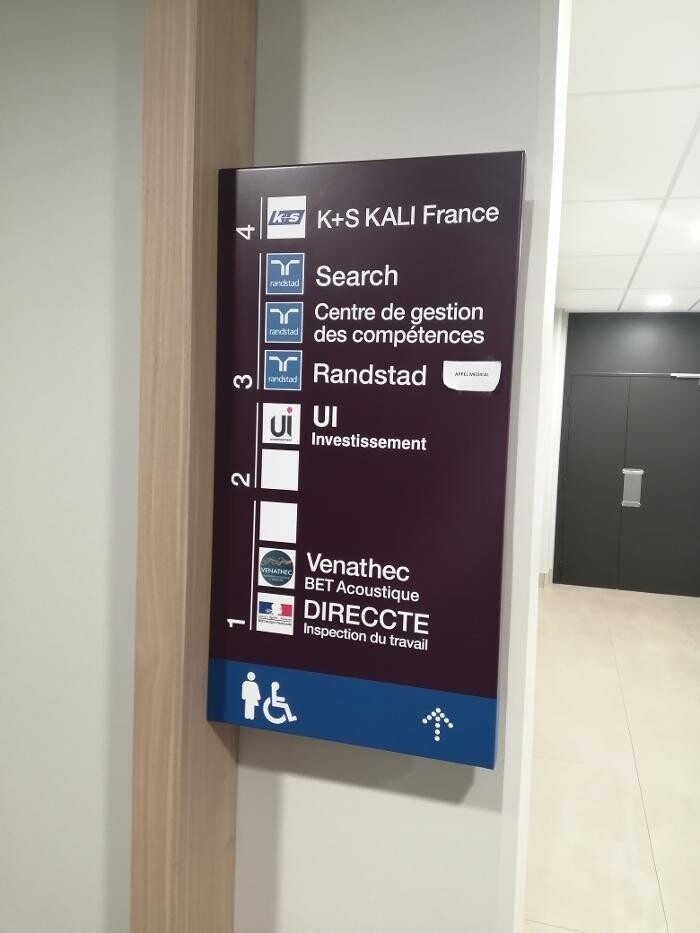 4
k+s
K+S KALI France
randstad
Search
randstad
Centre de gestion
des compétences
3
randstad
Randstad
APPEL MEDICAL
ui
UI
Investissement
2
VENATHEC
Venathec
BET Acoustique
1
DIRECCTE
Inspection du travail